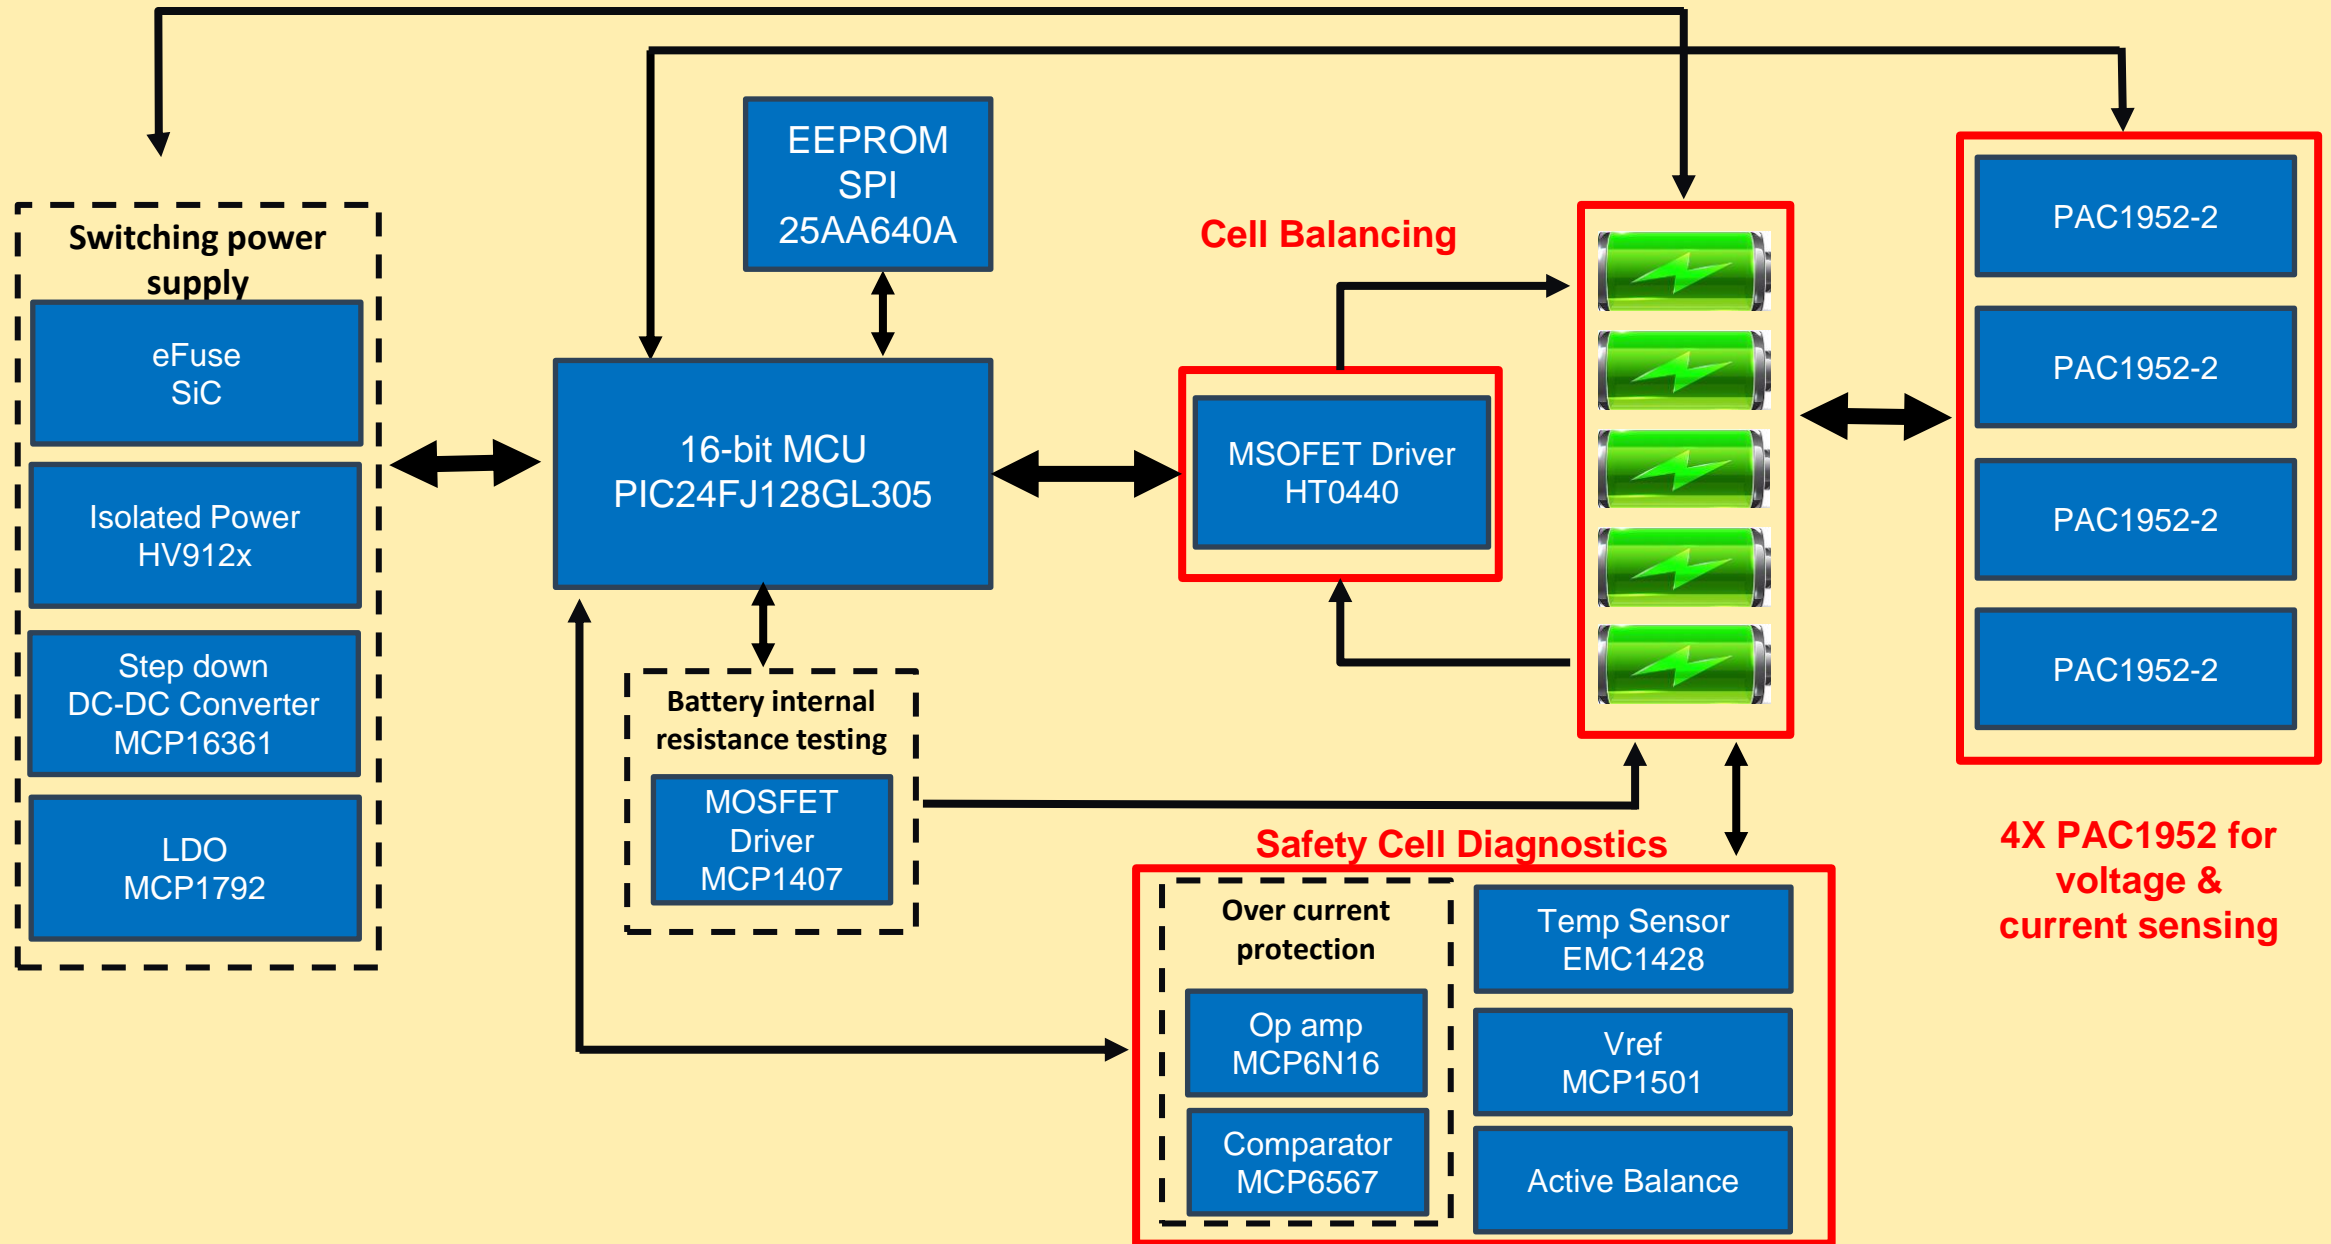 Switching power
supply
eFuse
SiC
Isolated Power
HV912x
Step down
DC-DC Converter
MCP16361
LDO
MCP1792
EEPROM
SPI
25AA640A
16-bit MCU
PIC24FJ128GL305
Battery internal
resistance testing
MOSFET
Driver
MCP1407
Cell Balancing
MSOFET Driver
HT0440
Safety Cell Diagnostics
Over current
protection
Op amp
MCP6N16
Comparator
MCP6567
Temp Sensor
EMC1428
Vref
MCP1501
Active Balance
PAC1952-2
PAC1952-2
PAC1952-2
PAC1952-2
4X PAC1952 for
voltage &
current sensing